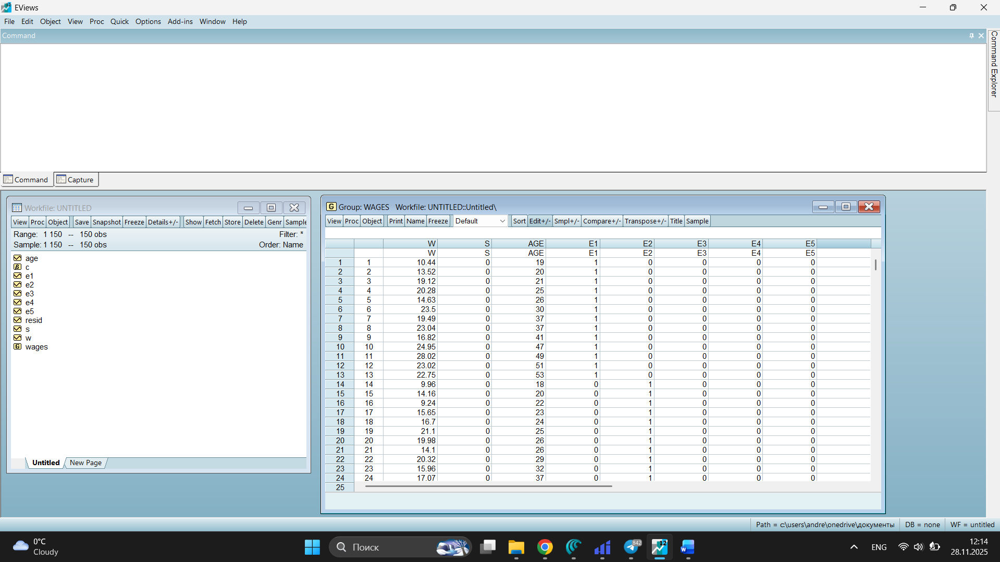 EViews
File Edit Object View Proc Quick Options Add-ins Window Help
Command
Command Explorer
Command Capture
Workfile: UNTITLED
View Proc Object Save Snapshot Freeze Details+/- Show Fetch Store Delete Genr Sample
Range: 1 150 -- 150 obs Filter: *
Sample: 1 150 -- 150 obs Order: Name
age
c
e1
e2
e3
e4
e5
resid
s
w
wages
Untitled New Page
Group: WAGES Workfile: UNTITLED::Untitled\
View Proc Object Print Name Freeze Default Sort Edit+/- Smpl+/- Compare+/- Transpose+/- Title Sample
W S AGE E1 E2 E3 E4 E5
W S AGE E1 E2 E3 E4 E5
1 1 10.44 0 19 1 0 0 0 0
2 2 13.52 0 20 1 0 0 0 0
3 3 19.12 0 21 1 0 0 0 0
4 4 20.28 0 25 1 0 0 0 0
5 5 14.63 0 26 1 0 0 0 0
6 6 23.5 0 30 1 0 0 0 0
7 7 19.49 0 37 1 0 0 0 0
8 8 23.04 0 37 1 0 0 0 0
9 9 16.82 0 41 1 0 0 0 0
10 10 24.95 0 47 1 0 0 0 0
11 11 28.02 0 49 1 0 0 0 0
12 12 23.02 0 51 1 0 0 0 0
13 13 22.75 0 53 1 0 0 0 0
14 14 9.96 0 18 0 1 0 0 0
15 15 14.16 0 20 0 1 0 0 0
16 16 9.24 0 22 0 1 0 0 0
17 17 15.65 0 23 0 1 0 0 0
18 18 16.7 0 24 0 1 0 0 0
19 19 21.1 0 25 0 1 0 0 0
20 20 19.98 0 26 0 1 0 0 0
21 21 14.1 0 26 0 1 0 0 0
22 22 20.32 0 29 0 1 0 0 0
23 23 15.96 0 32 0 1 0 0 0
24 24 17.07 0 37 0 1 0 0 0
25
Path = c:\users\andre\onedrive\документы DB = none WF = untitled
0°C
Cloudy
Поиск
842
12
ENG
12:14
28.11.2025